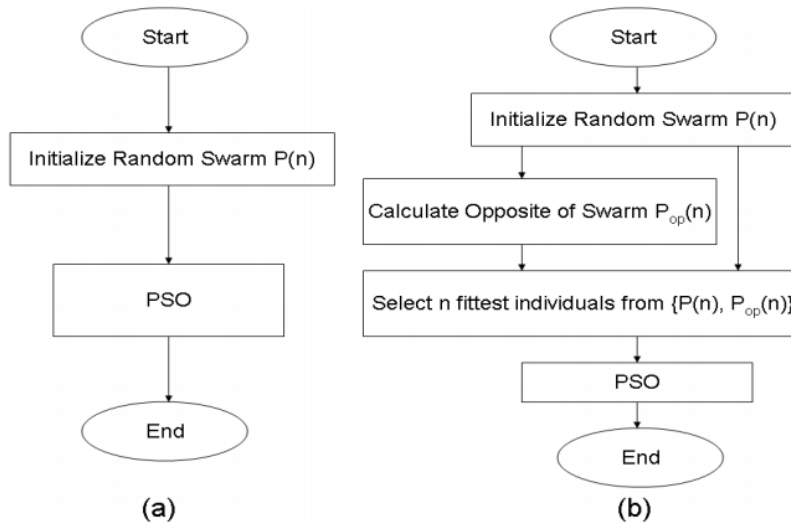 Start
Initialize Random Swarm P(n)
PSO
End
(a)
Start
Initialize Random Swarm P(n)
Calculate Opposite of Swarm Pop(n)
Select n fittest individuals from {P(n), Pop(n)}
PSO
End
(b)